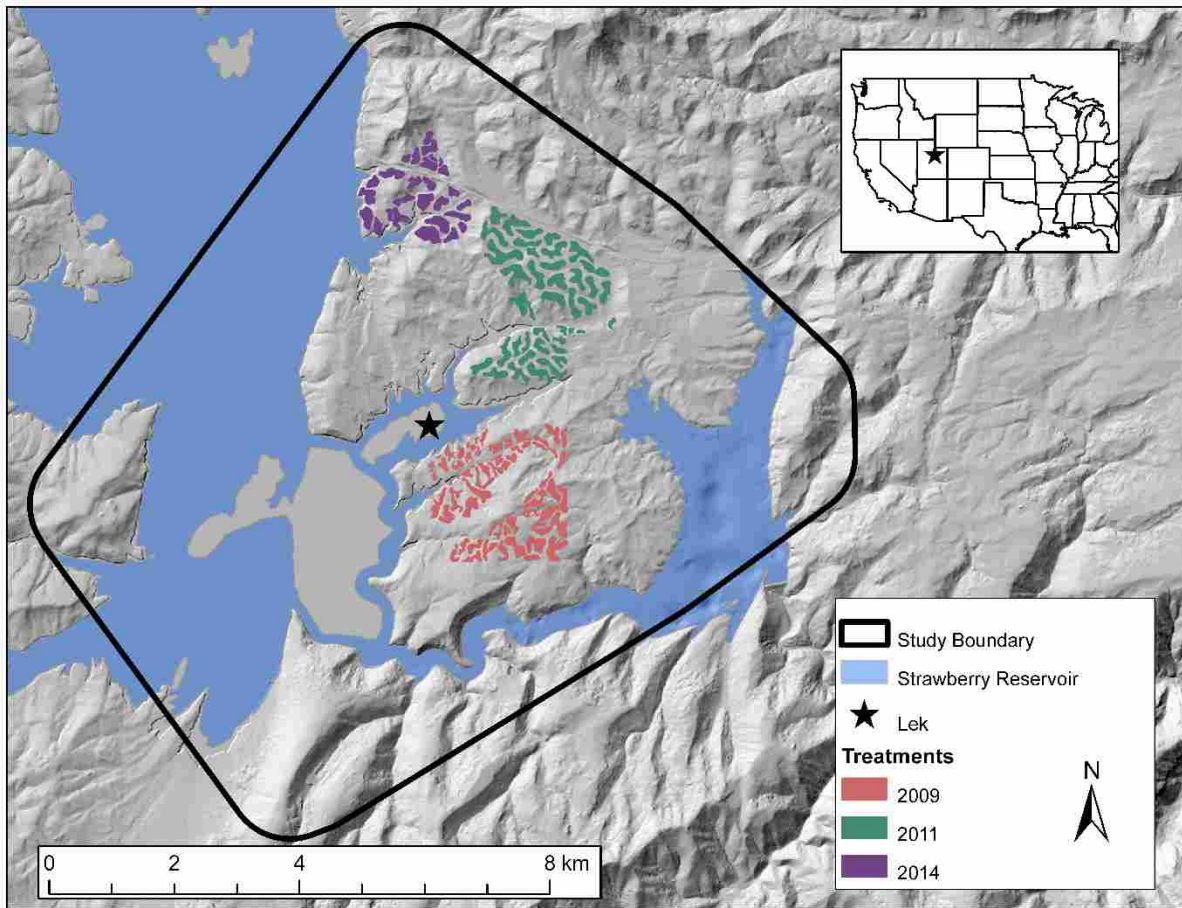 Study Boundary
Strawberry Reservoir
Lek
Treatments
2009
2011
2014
N
0 2 4 8 km